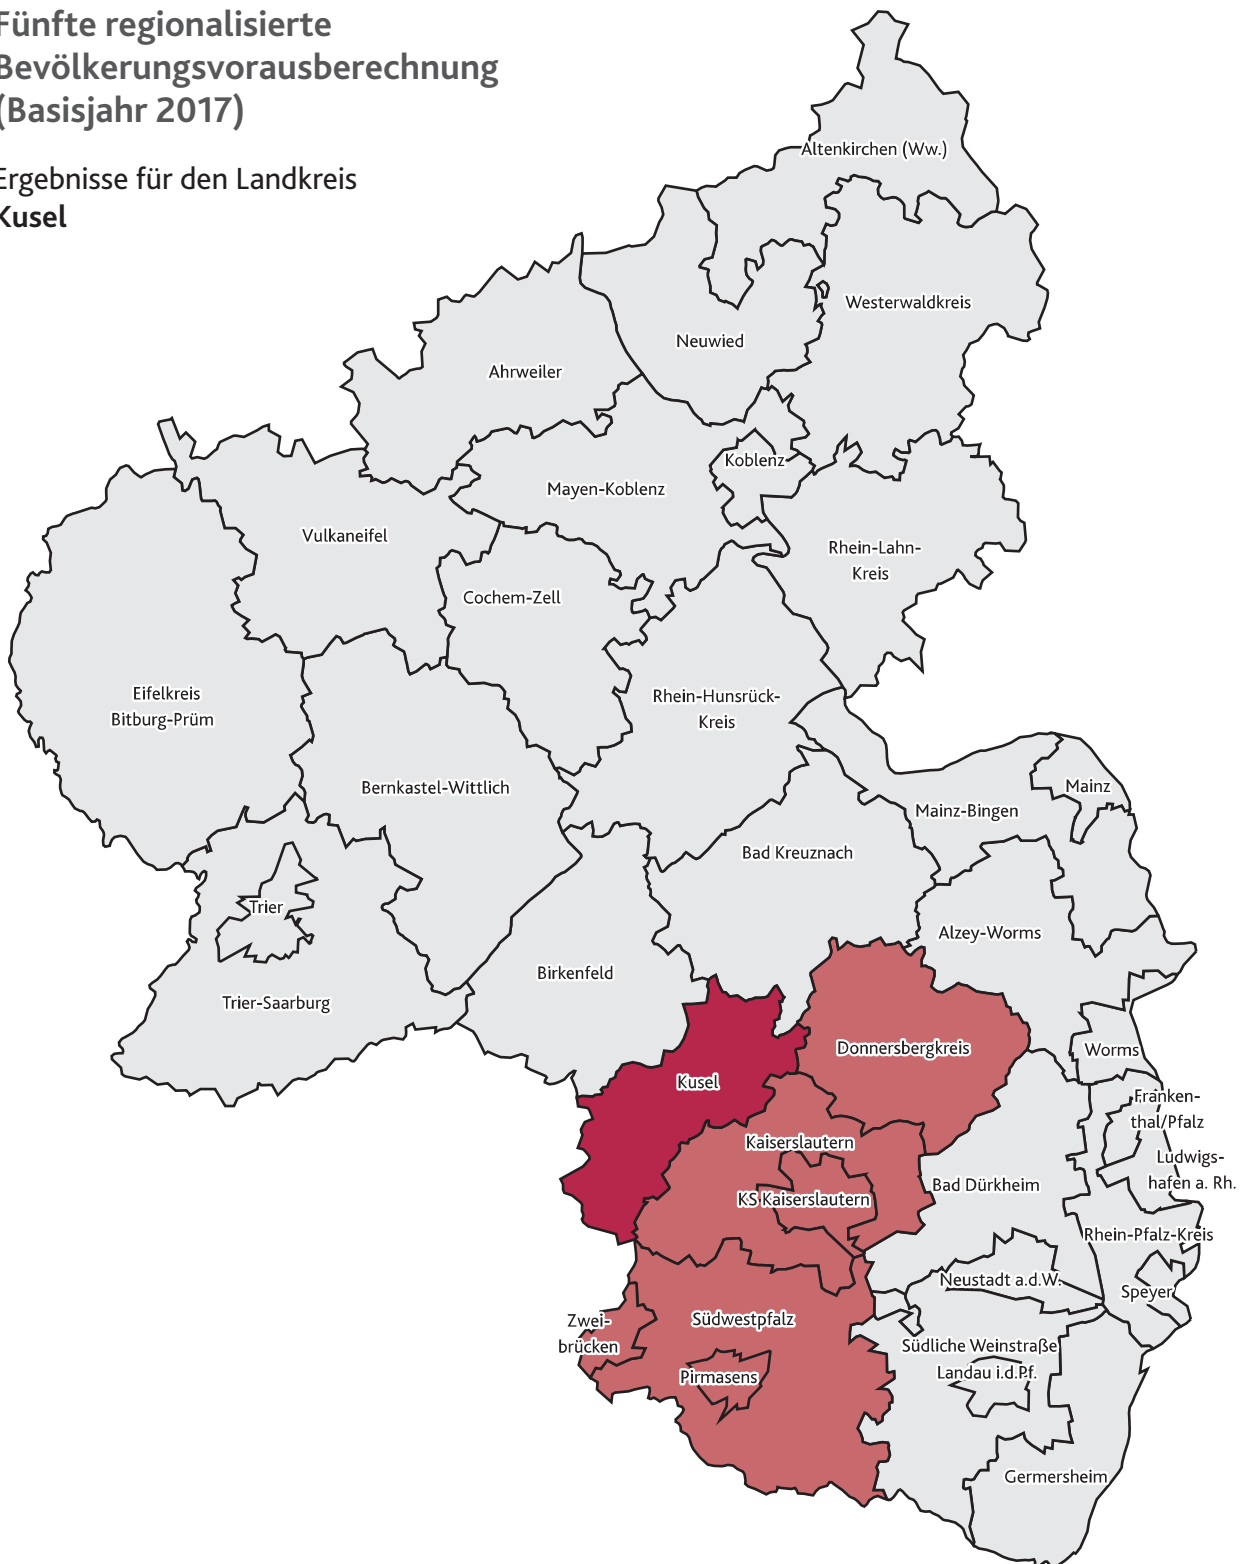 Fünfte regionalisierte
Bevölkerungsvorausberechnung
(Basisjahr 2017)
Ergebnisse für den Landkreis
Kusel
Altenkirchen (Ww.)
Westerwaldkreis
Neuwied
Ahrweiler
Koblenz
Mayen-Koblenz
Vulkaneifel
Rhein-Lahn-
Kreis
Cochem-Zell
Eifelkreis
Bitburg-Prüm
Rhein-Hunsrück-
Kreis
Bernkastel-Wittlich
Mainz
Mainz-Bingen
Bad Kreuznach
Trier
Alzey-Worms
Birkenfeld
Trier-Saarburg
Donnersbergkreis
Worms
Kusel
Franken-
thal/Pfalz
Kaiserslautern
Ludwigs-
hafen a. Rh.
Bad Dürkheim
KS Kaiserslautern
Rhein-Pfalz-Kreis
Neustadt a.d.W.
Speyer
Zwei-
brücken
Südwestpfalz
Südliche Weinstraße
Landau i.d.Pf.
Pirmasens
Germersheim